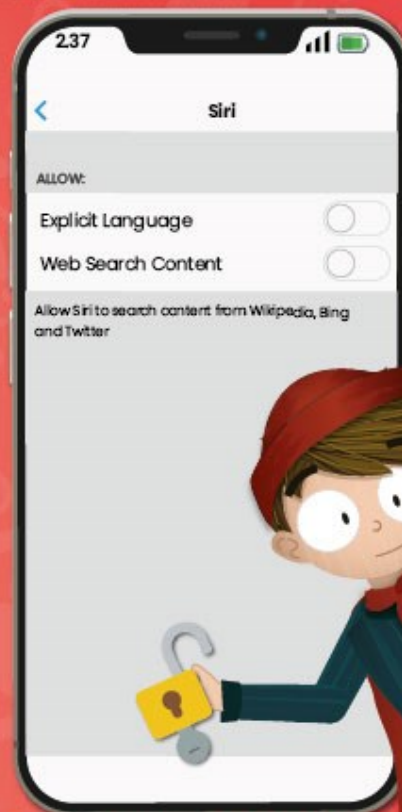 2.37
Siri
ALLOW:
Explicit Language
Web Search Content
Allow Siri to search content from Wikipedia, Bing
and Twitter